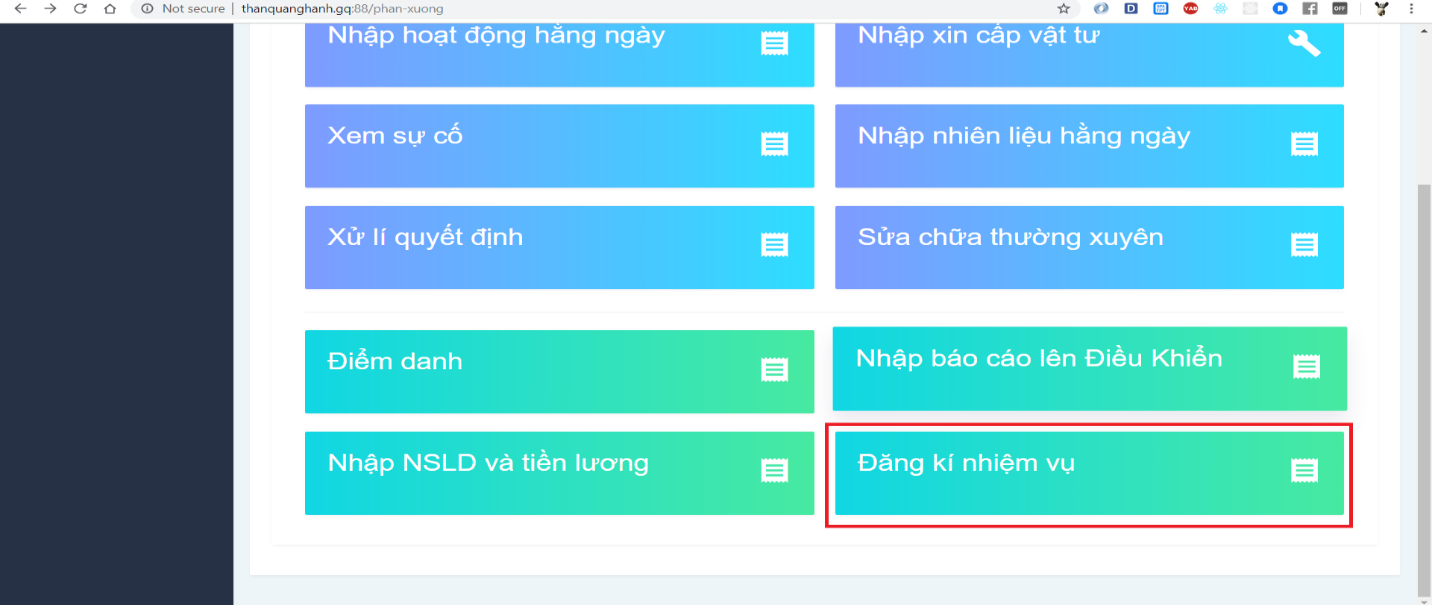 Not secure | thanquanghanh.gq:88/phan-xuong
Nhập hoạt động hằng ngày
Nhập xin cấp vật tư
Xem sự cố
Nhập nhiên liệu hằng ngày
Xử lí quyết định
Sửa chữa thường xuyên
Điểm danh
Nhập báo cáo lên Điều Khiển
Nhập NSLD và tiền lương
Đăng kí nhiệm vụ